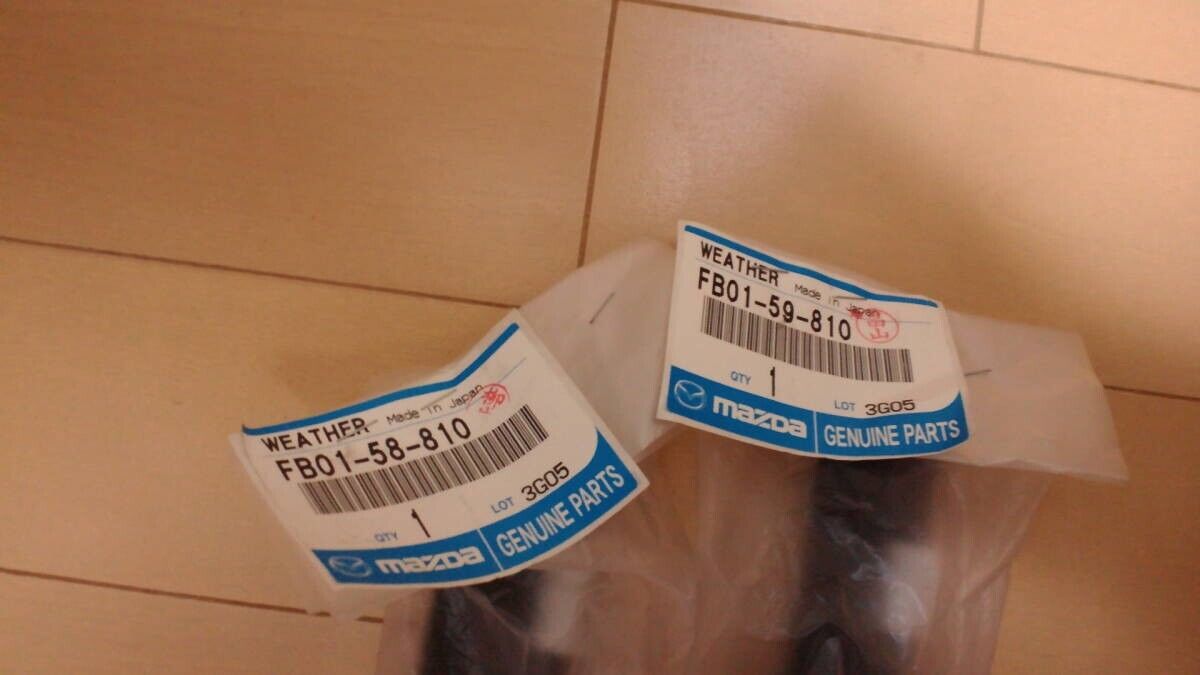 WEATHER
Made in Japan
FB01-58-810
QTY 1
LOT 3G05
mazda
GENUINE PARTS
WEATHER
Made in Japan
FB01-59-810
QTY 1
LOT 3G05
mazda
GENUINE PARTS